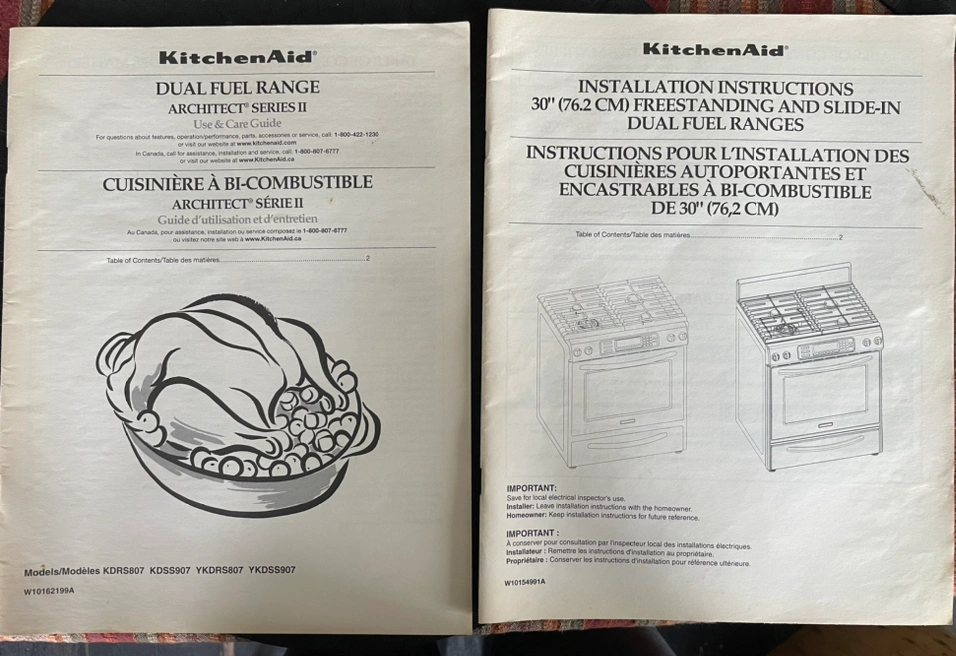 KitchenAid®
DUAL FUEL RANGE
ARCHITECT® SERIES II
Use & Care Guide
For questions about features, operation/performance, parts, accessories or service, call: 1-800-422-1230
or visit our website at www.kitchenaid.com
In Canada, call for assistance, installation and service, call: 1-800-807-6777
or visit our website at www.KitchenAid.ca
CUISINIÈRE À BI-COMBUSTIBLE
ARCHITECT® SÉRIE II
Guide d'utilisation et d'entretien
Au Canada, pour assistance, installation ou service composez le 1-800-807-6777
ou visitez notre site web à www.KitchenAid.ca
Table of Contents/Table des matières..................................................2
Models/Modèles KDRS807 KDSS907 YKDRS807 YKDSS907
W10162199A
KitchenAid®
INSTALLATION INSTRUCTIONS
30" (76.2 CM) FREESTANDING AND SLIDE-IN
DUAL FUEL RANGES
INSTRUCTIONS POUR L'INSTALLATION DES
CUISINIÈRES AUTOPORTANTES ET
ENCASTRABLES À BI-COMBUSTIBLE
DE 30" (76,2 CM)
Table of Contents/Table des matières..................................................2
IMPORTANT:
Save for local electrical inspector's use.
Installer: Leave installation instructions with the homeowner.
Homeowner: Keep installation instructions for future reference.
IMPORTANT :
À conserver pour consultation par l'inspecteur local des installations électriques.
Installateur : Remettre les instructions d'installation au propriétaire.
Propriétaire : Conserver les instructions d'installation pour référence ultérieure.
W10154991A